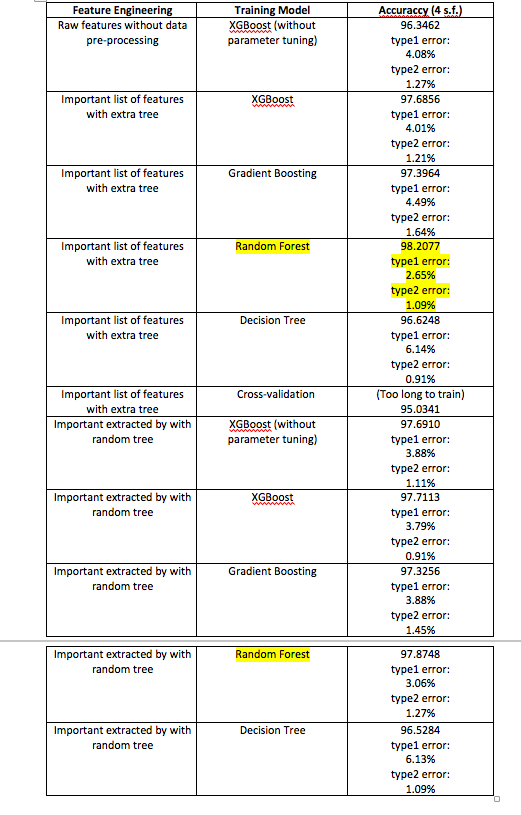 Feature Engineering Training Model Accuraccy (4 s.f.)
Raw features without data XGBoost (without 96.3462
pre-processing parameter tuning) type1 error:
4.08%
type2 error:
1.27%
Important list of features XGBoost 97.6856
with extra tree type1 error:
4.01%
type2 error:
1.21%
Important list of features Gradient Boosting 97.3964
with extra tree type1 error:
4.49%
type2 error:
1.64%
Important list of features Random Forest 98.2077
with extra tree type1 error:
2.65%
type2 error:
1.09%
Important list of features Decision Tree 96.6248
with extra tree type1 error:
6.14%
type2 error:
0.91%
Important list of features Cross-validation (Too long to train)
with extra tree 95.0341
Important extracted by with XGBoost (without 97.6910
random tree parameter tuning) type1 error:
3.88%
type2 error:
1.11%
Important extracted by with XGBoost 97.7113
random tree type1 error:
3.79%
type2 error:
0.91%
Important extracted by with Gradient Boosting 97.3256
random tree type1 error:
3.88%
type2 error:
1.45%
Important extracted by with Random Forest 97.8748
random tree type1 error:
3.06%
type2 error:
1.27%
Important extracted by with Decision Tree 96.5284
random tree type1 error:
6.13%
type2 error:
1.09%